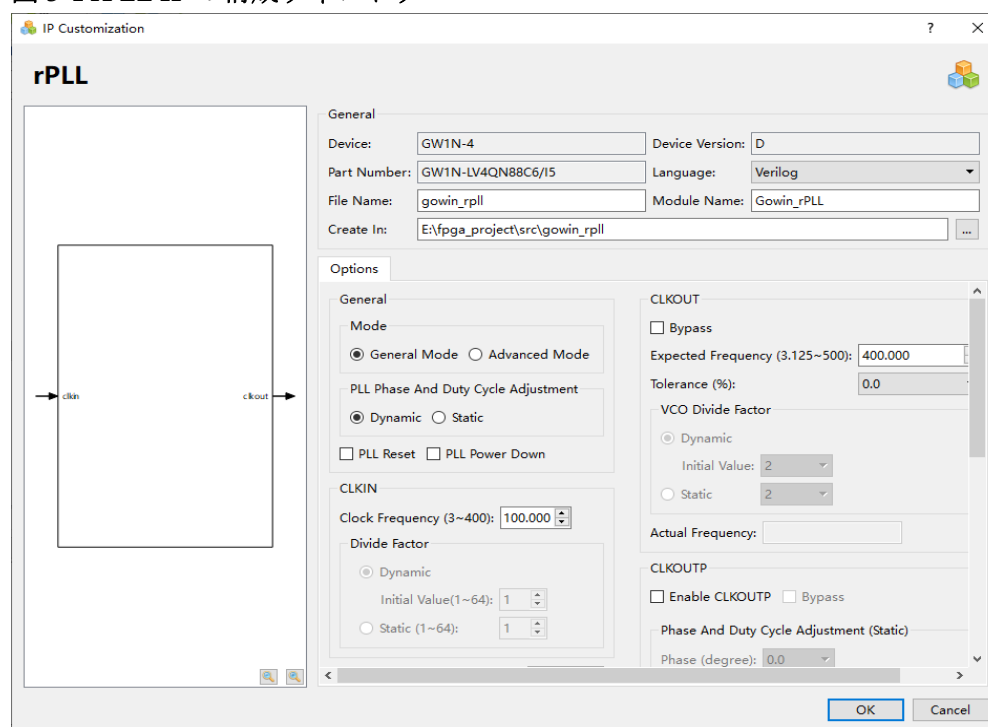 IP Customization
rPLL
General
Device: GW1N-4 Device Version: D
Part Number: GW1N-LV4QN88C6/I5 Language: Verilog
File Name: gowin_rpll Module Name: Gowin_rPLL
Create In: E:\fpga_project\src\gowin_rpll ...
Options
General
Mode
General Mode Advanced Mode
PLL Phase And Duty Cycle Adjustment
Dynamic Static
PLL Reset PLL Power Down
CLKIN
Clock Frequency (3~400): 100.000
Divide Factor
Dynamic
Initial Value(1~64): 1
Static (1~64): 1
CLKOUT
Bypass
Expected Frequency (3.125~500): 400.000
Tolerance (%): 0.0
VCO Divide Factor
Dynamic
Initial Value: 2
Static 2
Actual Frequency:
CLKOUTP
Enable CLKOUTP Bypass
Phase And Duty Cycle Adjustment (Static)
Phase (degree): 0.0
clkin clkout
OK Cancel